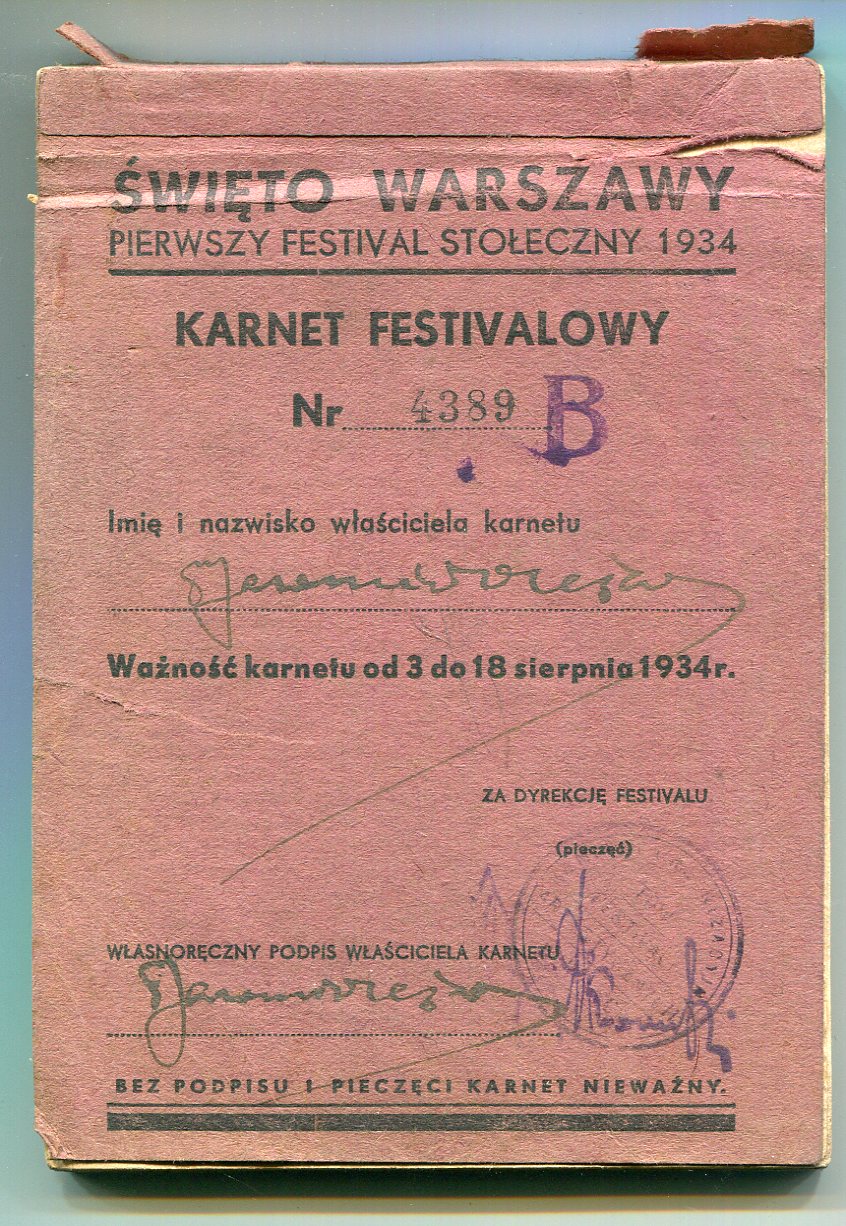 ŚWIĘTO WARSZAWY
PIERWSZY FESTIVAL STOŁECZNY 1934
KARNET FESTIVALOWY
Nr 4389 B
Imię i nazwisko właściciela karnetu
Ważność karnetu od 3 do 18 sierpnia 1934 r.
ZA DYREKCJĘ FESTIVALU
(pieczęć)
WŁASNORĘCZNY PODPIS WŁAŚCICIELA KARNETU
BEZ PODPISU I PIECZĘCI KARNET NIEWAŻNY.